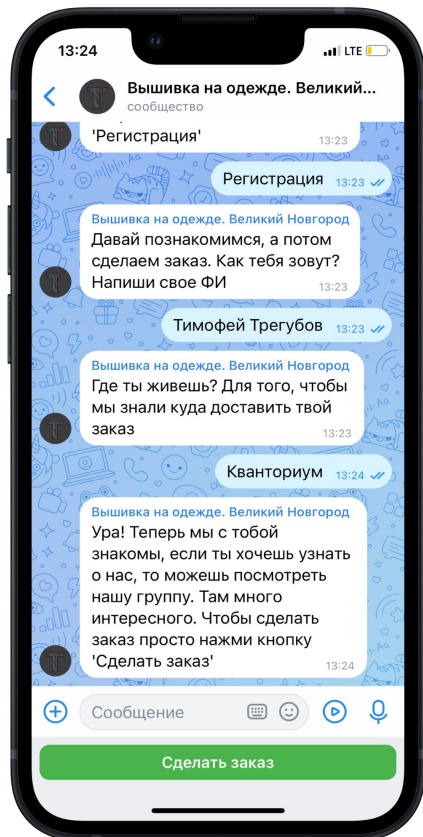 13:24
LTE
Вышивка на одежде. Великий...
сообщество
'Регистрация'
13:23
Регистрация 13:23
Вышивка на одежде. Великий Новгород
Давай познакомимся, а потом
сделаем заказ. Как тебя зовут?
Напиши свое ФИ
13:23
Тимофей Трегубов 13:23
Вышивка на одежде. Великий Новгород
Где ты живешь? Для того, чтобы
мы знали куда доставить твой
заказ
13:23
Кванториум 13:24
Вышивка на одежде. Великий Новгород
Ура! Теперь мы с тобой
знакомы, если ты хочешь узнать
о нас, то можешь посмотреть
нашу группу. Там много
интересного. Чтобы сделать
заказ просто нажми кнопку
'Сделать заказ'
13:24
Сообщение
Сделать заказ